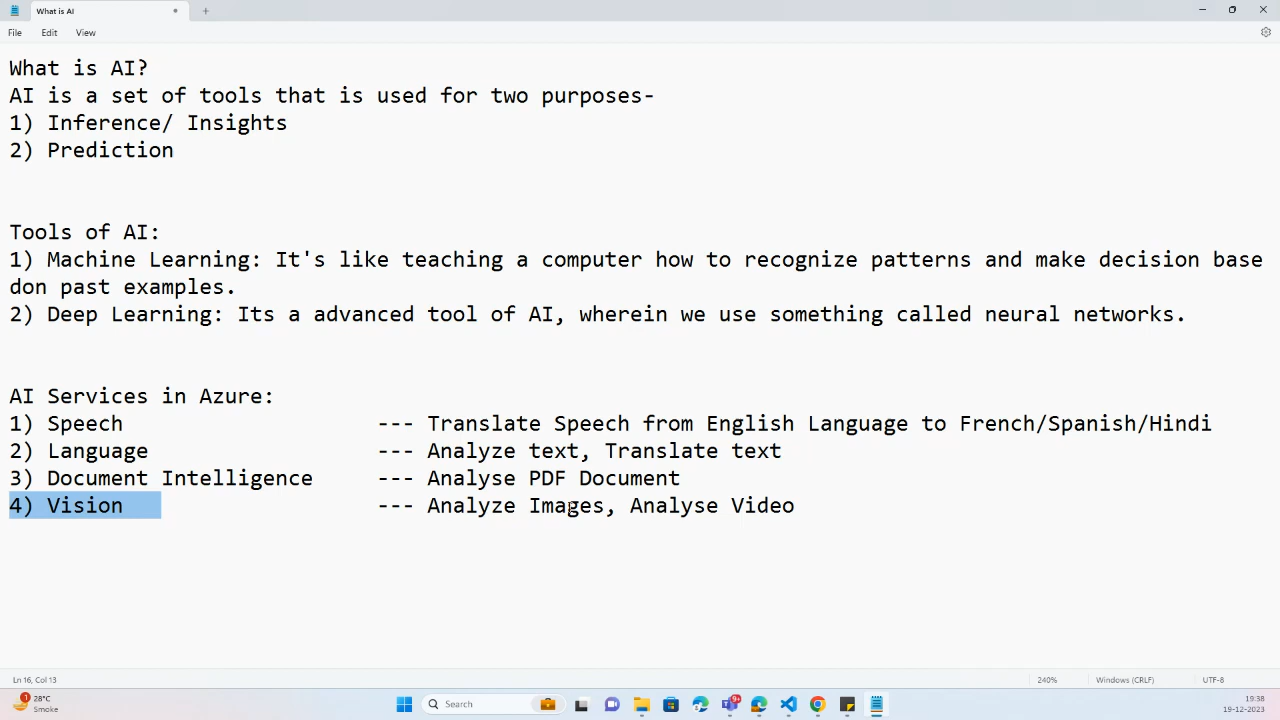 What is AI
File Edit View
What is AI?
AI is a set of tools that is used for two purposes-
1) Inference/ Insights
2) Prediction
Tools of AI:
1) Machine Learning: It's like teaching a computer how to recognize patterns and make decision base
don past examples.
2) Deep Learning: Its a advanced tool of AI, wherein we use something called neural networks.
AI Services in Azure:
1) Speech --- Translate Speech from English Language to French/Spanish/Hindi
2) Language --- Analyze text, Translate text
3) Document Intelligence --- Analyse PDF Document
4) Vision --- Analyze Images, Analyse Video
Ln 16, Col 13 240% Windows (CRLF) UTF-8
1 28°C Search 9+ 19:38
Smoke 19-12-2023